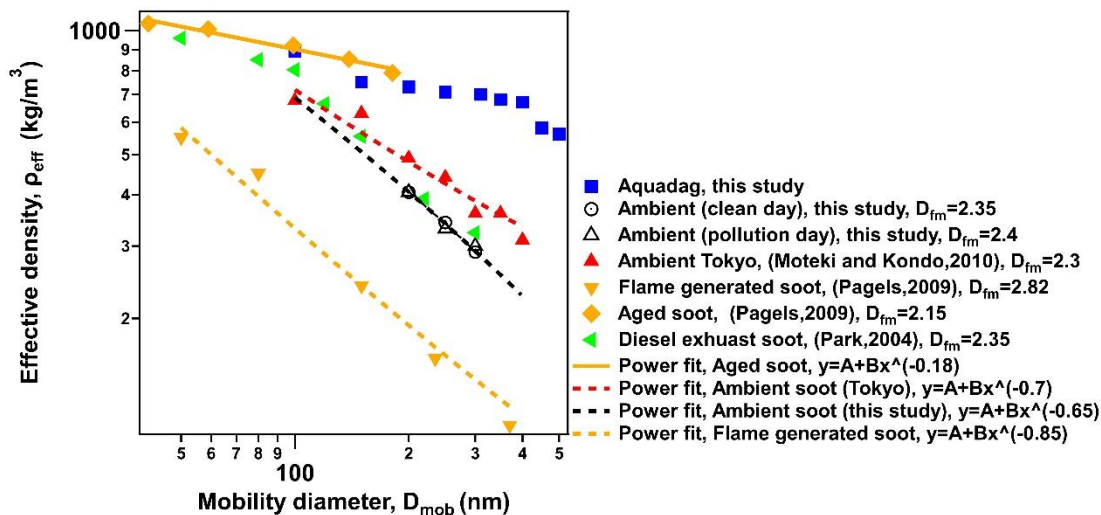 Effective density, ρeff (kg/m3)
1000
9
8
7
6
5
4
3
2
5
6
7
8
9
100
2
3
4
5
Mobility diameter, Dmob (nm)
Aquadag, this study
Ambient (clean day), this study, Dfm=2.35
Ambient (pollution day), this study, Dfm=2.4
Ambient Tokyo, (Moteki and Kondo,2010), Dfm=2.3
Flame generated soot, (Pagels,2009), Dfm=2.82
Aged soot, (Pagels,2009), Dfm=2.15
Diesel exhuast soot, (Park,2004), Dfm=2.35
Power fit, Aged soot, y=A+Bx^(-0.18)
Power fit, Ambient soot (Tokyo), y=A+Bx^(-0.7)
Power fit, Ambient soot (this study), y=A+Bx^(-0.65)
Power fit, Flame generated soot, y=A+Bx^(-0.85)